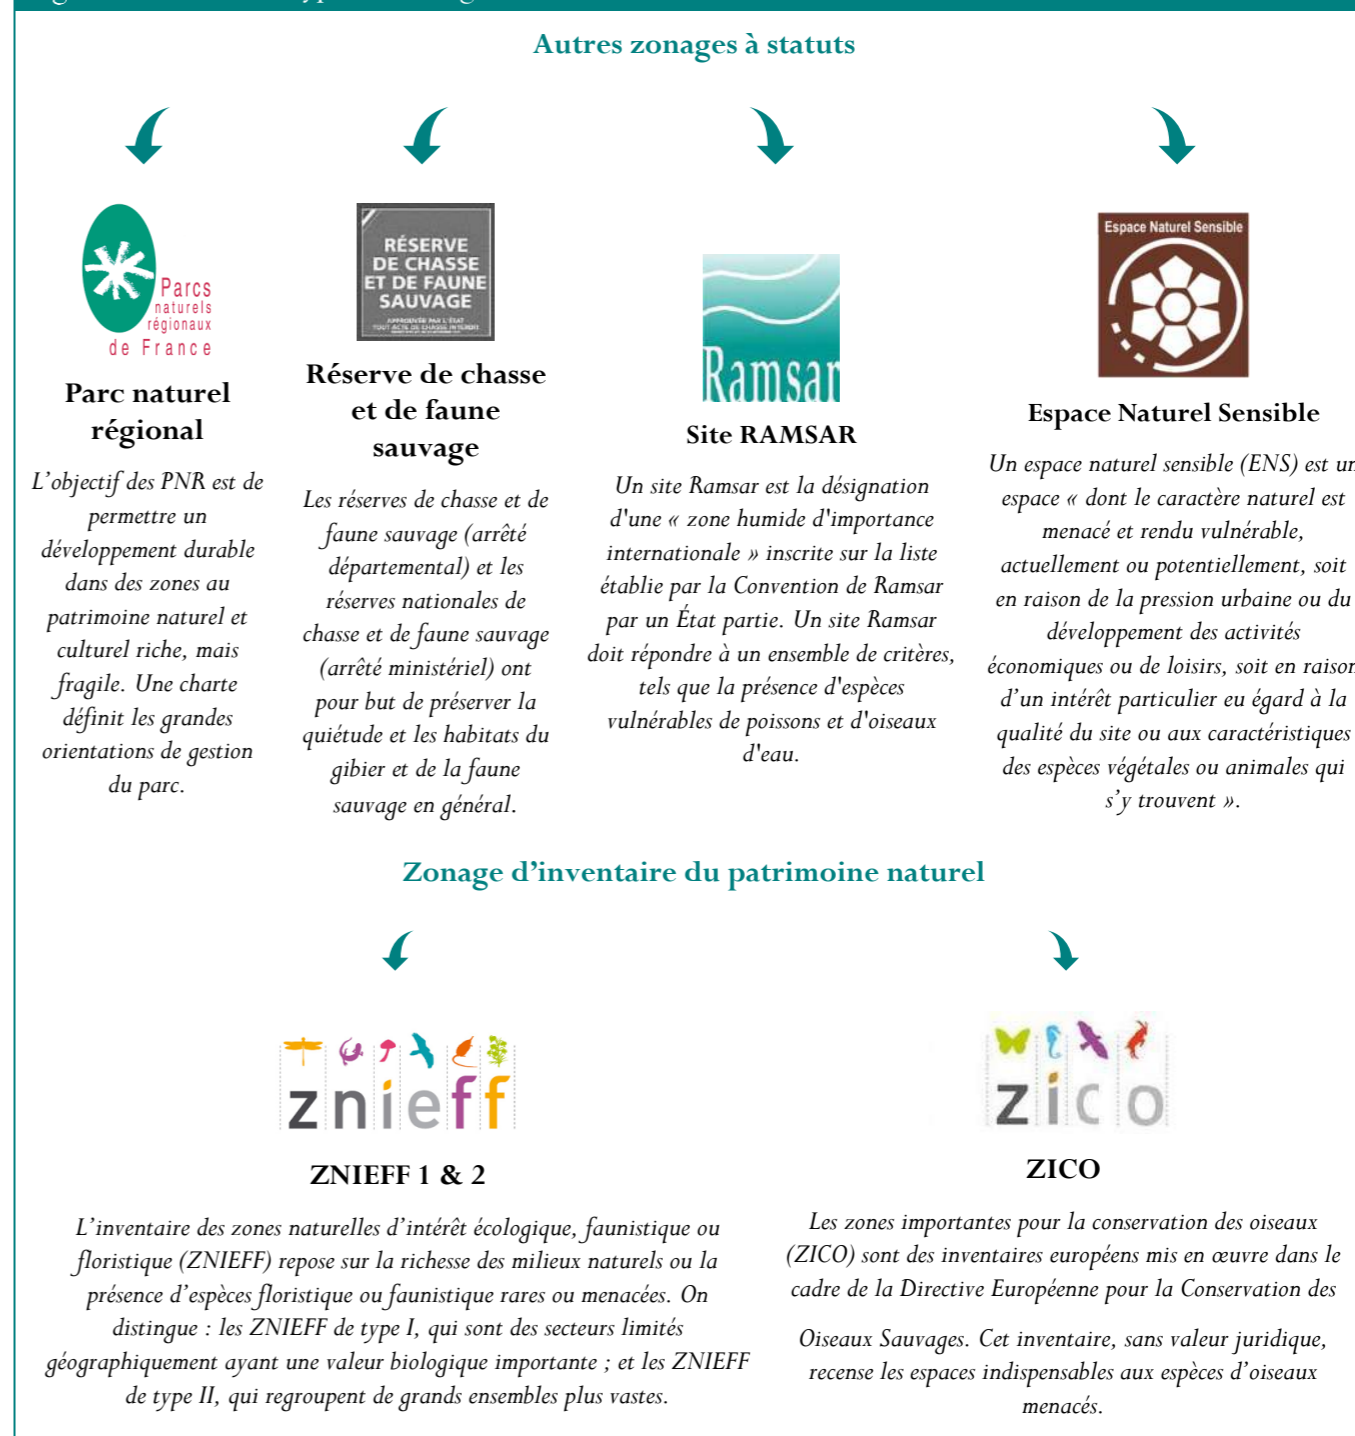 Autres zonages à statuts
Parcs
naturels
régionaux
de France
Parc naturel
régional
L'objectif des PNR est de
permettre un
développement durable
dans des zones au
patrimoine naturel et
culturel riche, mais
fragile. Une charte
définit les grandes
orientations de gestion
du parc.
RÉSERVE
DE CHASSE
ET DE FAUNE
SAUVAGE
APPROUVÉE PAR L'ÉTAT
TOUT ACTE DE CHASSE INTERDIT
Réserve de chasse
et de faune
sauvage
Les réserves de chasse et de
faune sauvage (arrêté
départemental) et les
réserves nationales de
chasse et de faune sauvage
(arrêté ministériel) ont
pour but de préserver la
quiétude et les habitats du
gibier et de la faune
sauvage en général.
Ramsar
Site RAMSAR
Un site Ramsar est la désignation
d'une « zone humide d'importance
internationale » inscrite sur la liste
établie par la Convention de Ramsar
par un État partie. Un site Ramsar
doit répondre à un ensemble de critères,
tels que la présence d'espèces
vulnérables de poissons et d'oiseaux
d'eau.
Espace Naturel Sensible
Espace Naturel Sensible
Un espace naturel sensible (ENS) est un
espace « dont le caractère naturel est
menacé et rendu vulnérable,
actuellement ou potentiellement, soit
en raison de la pression urbaine ou du
développement des activités
économiques ou de loisirs, soit en raison
d'un intérêt particulier eu égard à la
qualité du site ou aux caractéristiques
des espèces végétales ou animales qui
s'y trouvent ».
Zonage d'inventaire du patrimoine naturel
znieff
ZNIEFF 1 & 2
L'inventaire des zones naturelles d'intérêt écologique, faunistique ou
floristique (ZNIEFF) repose sur la richesse des milieux naturels ou la
présence d'espèces floristique ou faunistique rares ou menacées. On
distingue : les ZNIEFF de type I, qui sont des secteurs limités
géographiquement ayant une valeur biologique importante ; et les ZNIEFF
de type II, qui regroupent de grands ensembles plus vastes.
zico
ZICO
Les zones importantes pour la conservation des oiseaux
(ZICO) sont des inventaires européens mis en œuvre dans le
cadre de la Directive Européenne pour la Conservation des
Oiseaux Sauvages. Cet inventaire, sans valeur juridique,
recense les espaces indispensables aux espèces d'oiseaux
menacés.